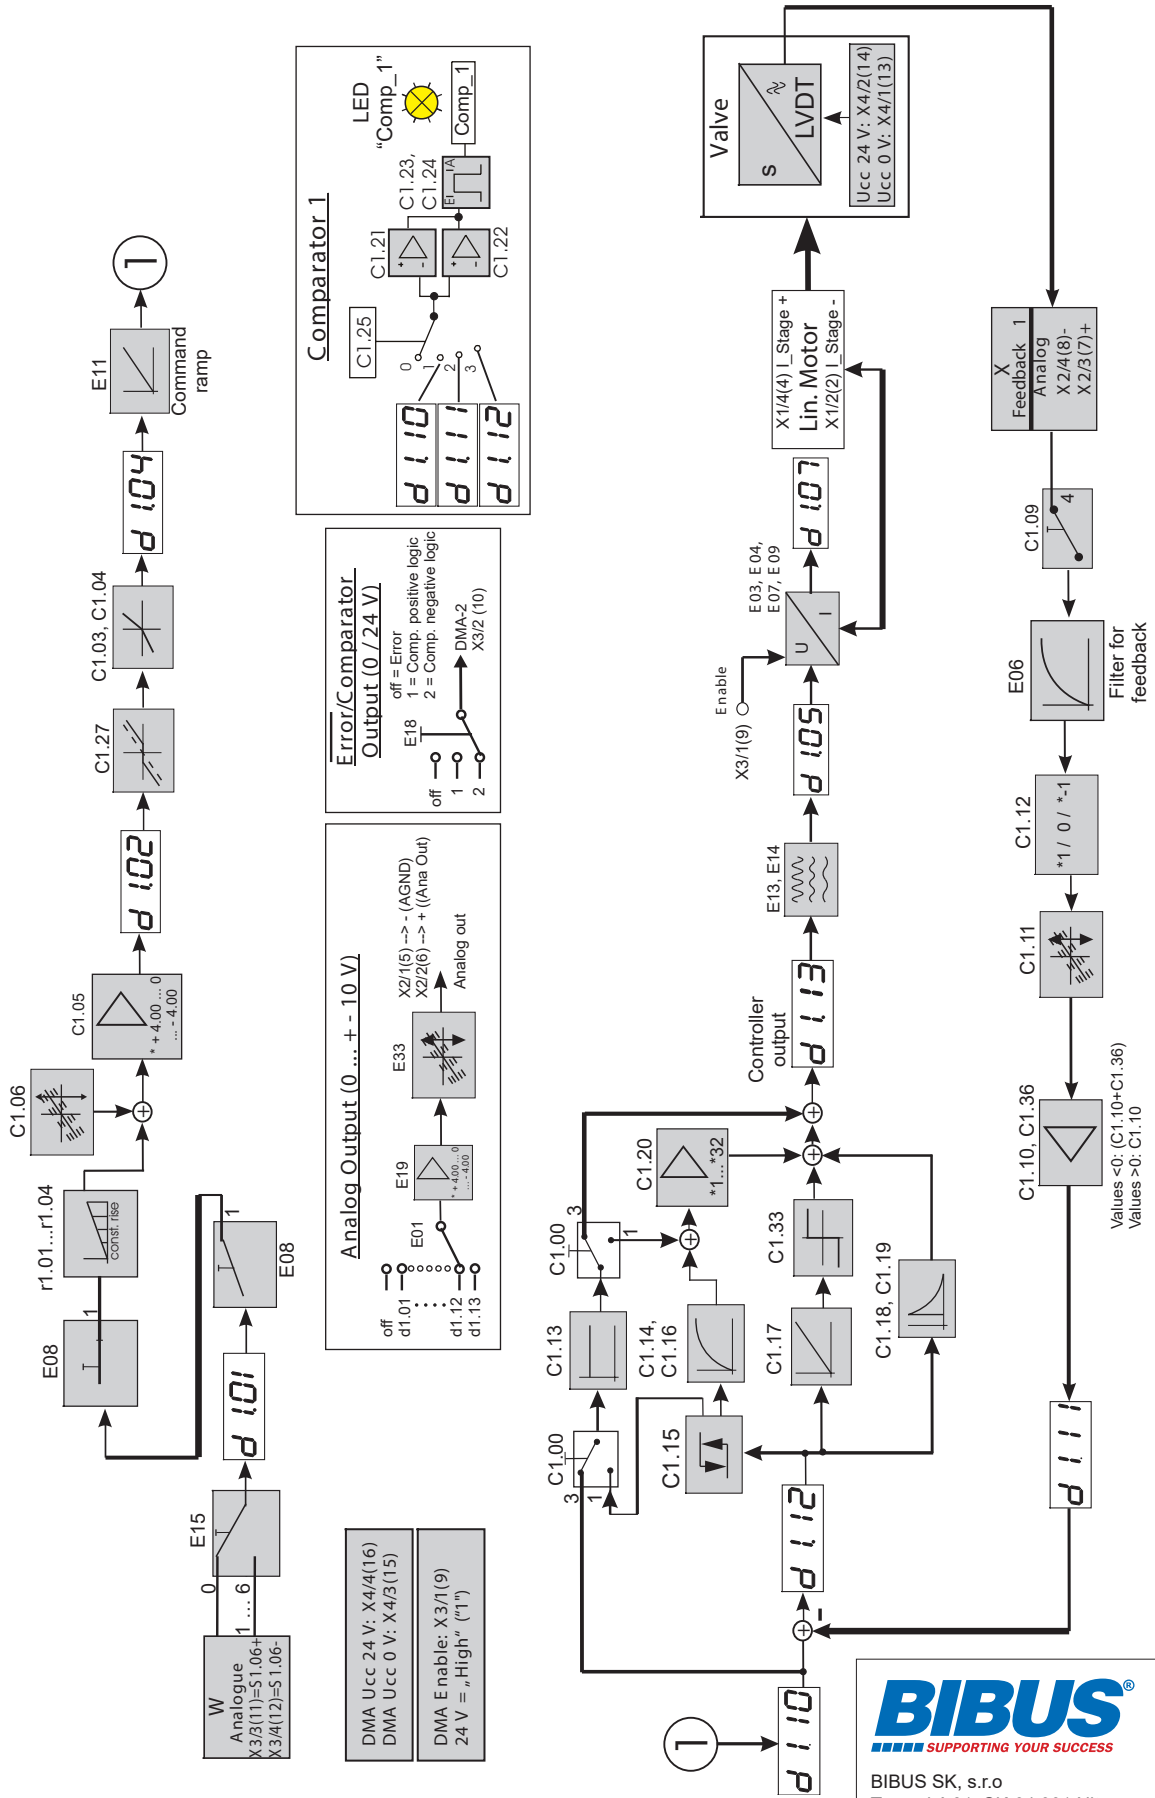 W
Analogue
X3/3(11)=S1.06+
X3/4(12)=S1.06-
0
1 ... 6
E15
d 1.01
1
E08
E08
1
r1.01...r1.04
const. rise
C1.06
C1.05
* + 4.00 ... 0
... - 4.00
d 1.02
C1.27
C1.03, C1.04
d 1.04
E11
Command
ramp
1
DMA Ucc 24 V: X4/4(16)
DMA Ucc 0 V: X4/3(15)
DMA Enable: X3/1(9)
24 V = „High“ ("1")
Analog Output (0 ... + - 10 V)
off
d1.01
d1.12
d1.13
E01
E19
* + 4.00 ... 0
... - 4.00
E33
X2/1(5) --> - (AGND)
X2/2(6) --> + ((Ana Out)
Analog out
Error/Comparator
Output (0 / 24 V)
off
1
2
E18
off = Error
1 = Comp. positive logic
2 = Comp. negative logic
DMA-2
X3/2 (10)
Comparator 1
d 1.10
d 1.11
d 1.12
0
1
2
3
C1.25
C1.21
C1.22
C1.23,
C1.24
E
A
LED
“Comp_1”
Comp_1
1
d 1.10
d 1.12
-
C1.00
3
1
C1.15
C1.13
C1.14,
C1.16
C1.17
C1.18, C1.19
C1.00
3
1
C1.20
*1...*32
C1.33
Controller
output
d 1.13
E13, E14
d 1.05
X3/1(9)
Enable
U
I
E03, E04,
E07, E09
d 1.07
X1/4(4) I_Stage +
Lin. Motor
X1/2(2) I_Stage -
Valve
S
LVDT
Ucc 24 V: X4/2(14)
Ucc 0 V: X4/1(13)
X
Feedback 1
Analog
X2/4(8)-
X2/3(7)+
C1.09
4
E06
Filter for
feedback
C1.12
*1 / 0 / *-1
C1.11
C1.10, C1.36
Values <0: (C1.10+C1.36)
Values >0: C1.10
d 1.11
BIBUS®
SUPPORTING YOUR SUCCESS
BIBUS SK, s.r.o